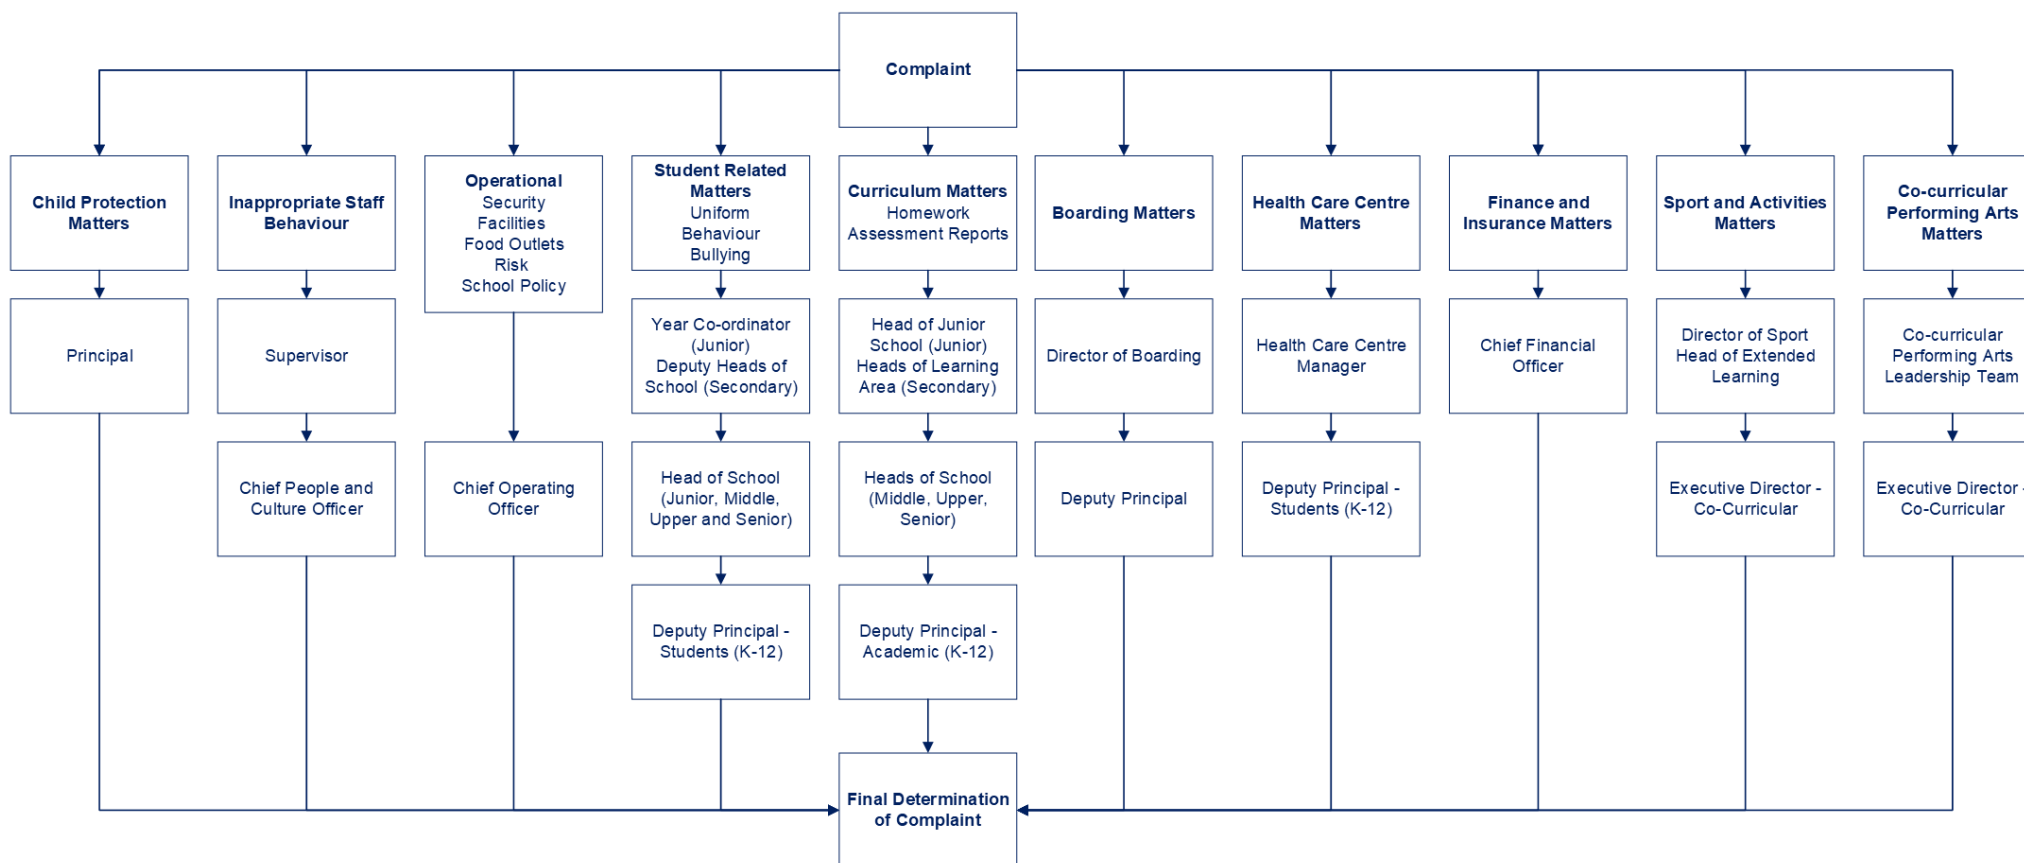 Complaint
Child Protection
Matters
Inappropriate Staff
Behaviour
Operational
Security
Facilities
Food Outlets
Risk
School Policy
Student Related
Matters
Uniform
Behaviour
Bullying
Curriculum Matters
Homework
Assessment Reports
Boarding Matters
Health Care Centre
Matters
Finance and
Insurance Matters
Sport and Activities
Matters
Co-curricular
Performing Arts
Matters
Principal
Supervisor
Year Co-ordinator
(Junior)
Deputy Heads of
School (Secondary)
Head of Junior
School (Junior)
Heads of Learning
Area (Secondary)
Director of Boarding
Health Care Centre
Manager
Chief Financial
Officer
Director of Sport
Head of Extended
Learning
Co-curricular
Performing Arts
Leadership Team
Chief People and
Culture Officer
Chief Operating
Officer
Head of School
(Junior, Middle,
Upper and Senior)
Heads of School
(Middle, Upper,
Senior)
Deputy Principal
Deputy Principal -
Students (K-12)
Executive Director -
Co-Curricular
Executive Director -
Co-Curricular
Deputy Principal -
Students (K-12)
Deputy Principal -
Academic (K-12)
Final Determination
of Complaint